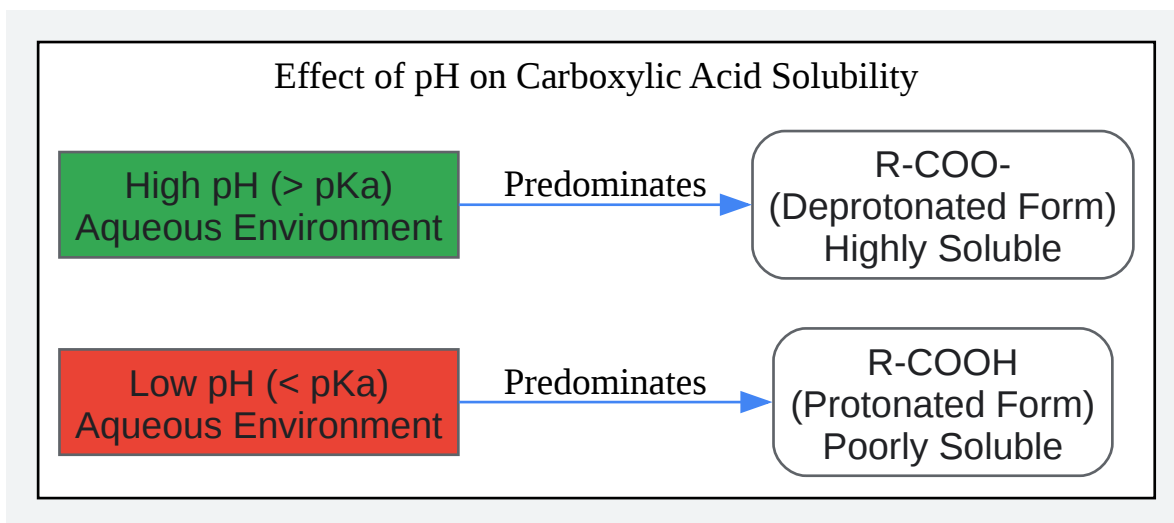 Effect of pH on Carboxylic Acid Solubility
High pH (> pKa)
Aqueous Environment
Predominates
R-COO-
(Deprotonated Form)
Highly Soluble
Low pH (< pKa)
Aqueous Environment
Predominates
R-COOH
(Protonated Form)
Poorly Soluble